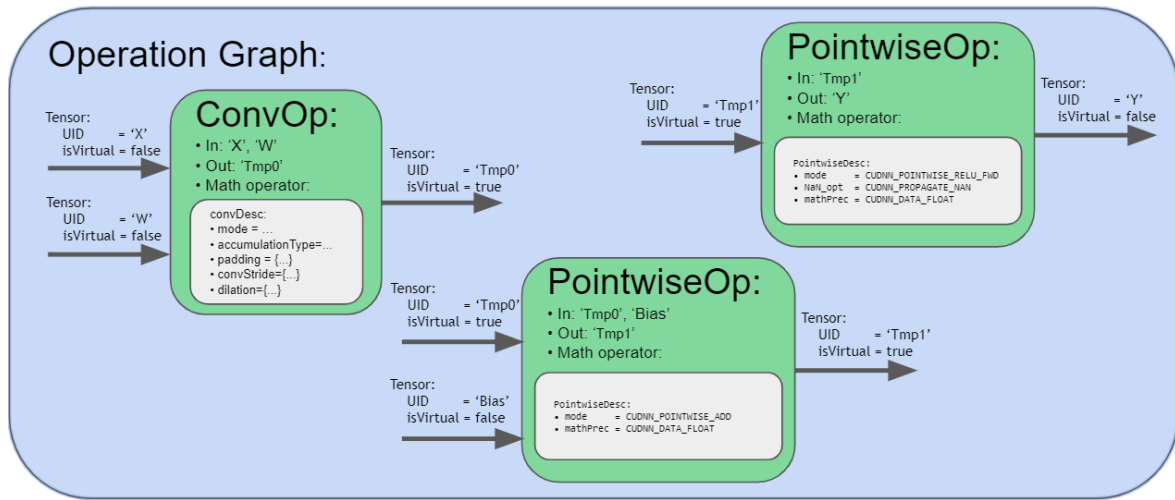 Operation Graph:
Tensor:
UID = ‘X’
isVirtual = false
Tensor:
UID = ‘W’
isVirtual = false
ConvOp:
• In: ‘X’, ‘W’
• Out: ‘Tmp0’
• Math operator:
convDesc:
• mode = ...
• accumulationType=...
• padding = {...}
• convStride={...}
• dilation={...}
Tensor:
UID = ‘Tmp0’
isVirtual = true
Tensor:
UID = ‘Tmp0’
isVirtual = true
Tensor:
UID = ‘Bias’
isVirtual = false
PointwiseOp:
• In: ‘Tmp0’, ‘Bias’
• Out: ‘Tmp1’
• Math operator:
PointwiseDesc:
• mode = CUDNN_POINTWISE_ADD
• mathPrec = CUDNN_DATA_FLOAT
Tensor:
UID = ‘Tmp1’
isVirtual = true
Tensor:
UID = ‘Tmp1’
isVirtual = true
PointwiseOp:
• In: ‘Tmp1’
• Out: ‘Y’
• Math operator:
PointwiseDesc:
• mode = CUDNN_POINTWISE_RELU_FWD
• NaN_opt = CUDNN_PROPAGATE_NAN
• mathPrec = CUDNN_DATA_FLOAT
Tensor:
UID = ‘Y’
isVirtual = false